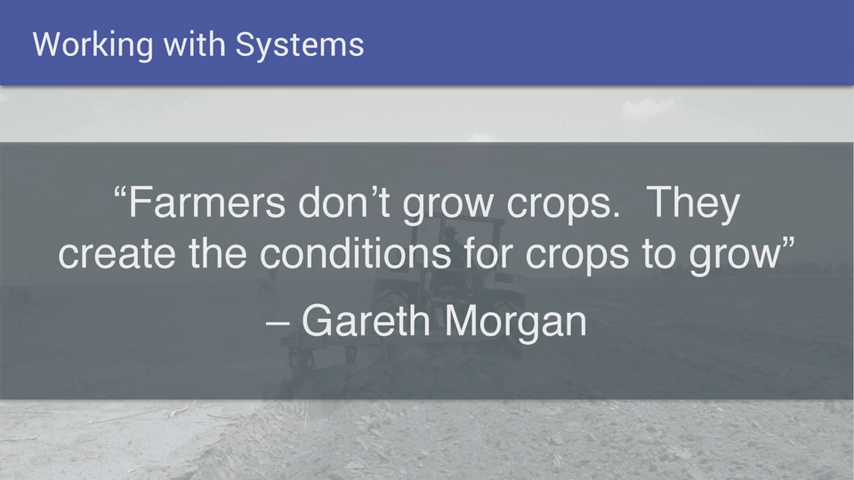 Working with Systems
“Farmers don’t grow crops.  They
create the conditions for crops to grow”
– Gareth Morgan